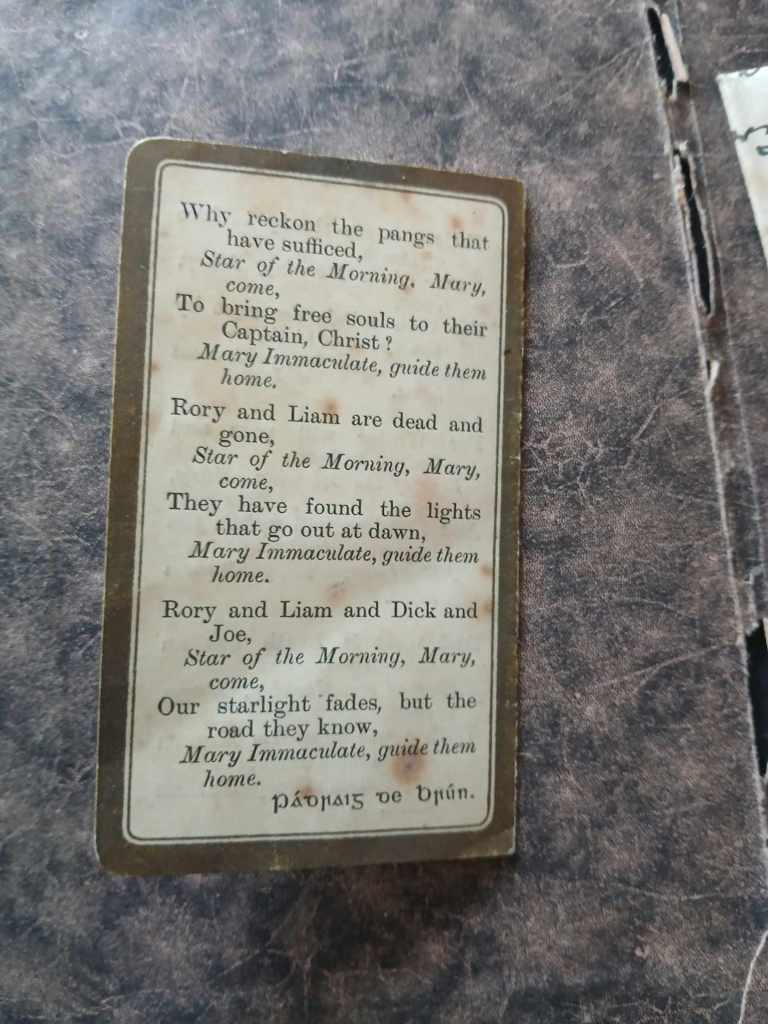 Why reckon the pangs that
have sufficed,
Star of the Morning. Mary,
come,
To bring free souls to their
Captain, Christ?
Mary Immaculate, guide them
home.
Rory and Liam are dead and
gone,
Star of the Morning, Mary,
come,
They have found the lights
that go out at dawn,
Mary Immaculate, guide them
home.
Rory and Liam and Dick and
Joe,
Star of the Morning, Mary,
come,
Our starlight fades, but the
road they know,
Mary Immaculate, guide them
home.
Pádraig de Brún.